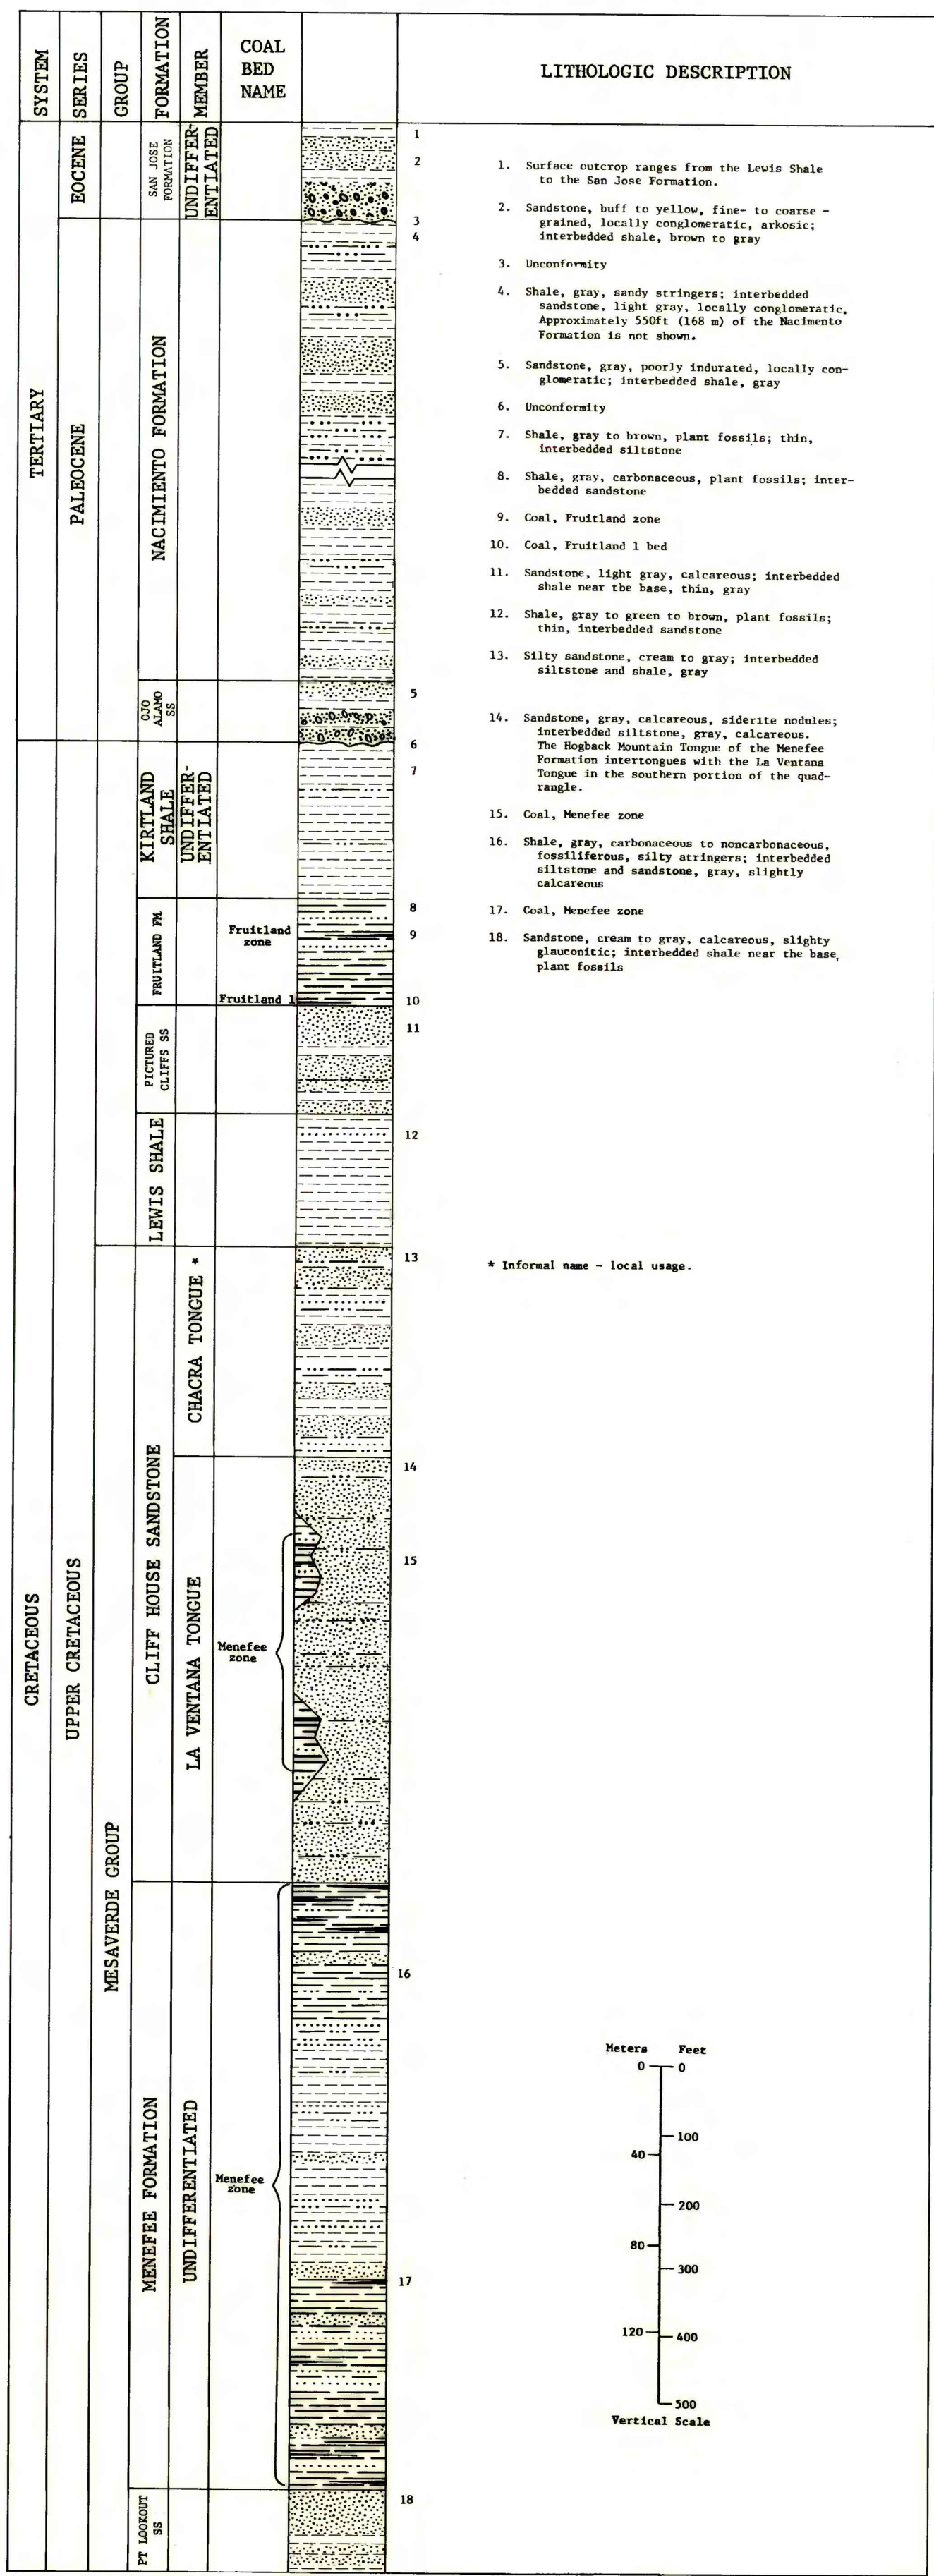 SYSTEM
SERIES
GROUP
FORMATION
MEMBER
COAL
BED
NAME
LITHOLOGIC DESCRIPTION
TERTIARY
EOCENE
SAN JOSE
FORMATION
UNDIFFER-
ENTIATED
PALEOCENE
NACIMIENTO FORMATION
OJO
ALAMO
SS
CRETACEOUS
UPPER CRETACEOUS
KIRTLAND
SHALE
UNDIFFER-
ENTIATED
FRUITLAND FM
Fruitland
zone
Fruitland 1
PICTURED
CLIFFS SS
LEWIS SHALE
MESAVERDE GROUP
CLIFF HOUSE SANDSTONE
CHACRA TONGUE *
LA VENTANA TONGUE
Menefee
zone
MENEFEE FORMATION
UNDIFFERENTIATED
Menefee
zone
PT LOOKOUT
SS
1
2
3
4
5
6
7
8
9
10
11
12
13
14
15
16
17
18
1. Surface outcrop ranges from the Lewis Shale
to the San Jose Formation.
2. Sandstone, buff to yellow, fine- to coarse -
grained, locally conglomeratic, arkosic;
interbedded shale, brown to gray
3. Unconformity
4. Shale, gray, sandy stringers; interbedded
sandstone, light gray, locally conglomeratic.
Approximately 550ft (168 m) of the Nacimento
Formation is not shown.
5. Sandstone, gray, poorly indurated, locally con-
glomeratic; interbedded shale, gray
6. Unconformity
7. Shale, gray to brown, plant fossils; thin,
interbedded siltstone
8. Shale, gray, carbonaceous, plant fossils; inter-
bedded sandstone
9. Coal, Fruitland zone
10. Coal, Fruitland 1 bed
11. Sandstone, light gray, calcareous; interbedded
shale near the base, thin, gray
12. Shale, gray to green to brown, plant fossils;
thin, interbedded sandstone
13. Silty sandstone, cream to gray; interbedded
siltstone and shale, gray
14. Sandstone, gray, calcareous, siderite nodules;
interbedded siltstone, gray, calcareous.
The Hogback Mountain Tongue of the Menefee
Formation intertongues with the La Ventana
Tongue in the southern portion of the quad-
rangle.
15. Coal, Menefee zone
16. Shale, gray, carbonaceous to noncarbonaceous,
fossiliferous, silty stringers; interbedded
siltstone and sandstone, gray, slightly
calcareous
17. Coal, Menefee zone
18. Sandstone, cream to gray, calcareous, slighty
glauconitic; interbedded shale near the base,
plant fossils
* Informal name - local usage.
Meters Feet
0 0
100
40
200
80
300
120
400
500
Vertical Scale